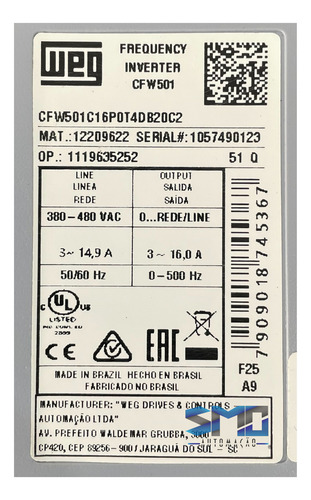 WEG
FREQUENCY
INVERTER
CFW501
CFW501C16P0T4DB20C2
MAT.:12209622 SERIAL#:1057490123
OP.: 1119635252 51 Q
LINE
LINEA
REDE
OUTPUT
SALIDA
SAÍDA
380-480 VAC
0...REDE/LINE
3~ 14,9 A
3~ 16,0 A
50/60 Hz
0-500 Hz
7909018745367
C UL US
LISTED
CE
EAC
F25
A9
MADE IN BRAZIL HECHO EN BRASIL
FABRICADO NO BRASIL
MANUFACTURER: "WEG DRIVES & CONTROLS
AUTOMAÇÃO LTDA"
AV. PREFEITO WALDEMAR GRUBBA, 3000
CP420, CEP 89256-900 / JARAGUÁ DO SUL - SC
SMO
AUTOMAÇÃO